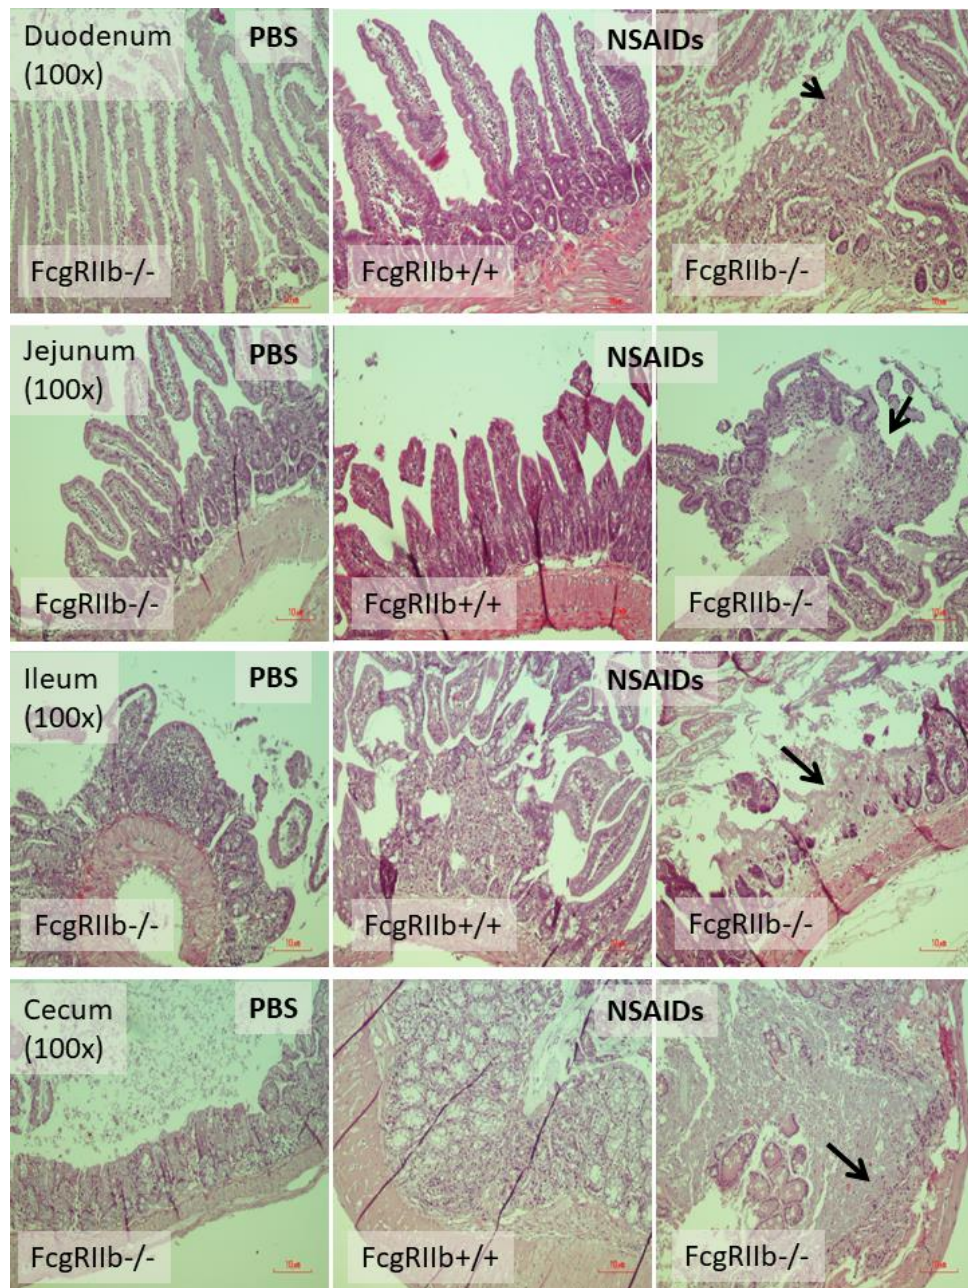 Duodenum
(100x)
PBS
NSAIDs
FcgRIIb-/-
FcgRIIb+/+
FcgRIIb-/-
Jejunum
(100x)
PBS
NSAIDs
FcgRIIb-/-
FcgRIIb+/+
FcgRIIb-/-
Ileum
(100x)
PBS
NSAIDs
FcgRIIb-/-
FcgRIIb+/+
FcgRIIb-/-
Cecum
(100x)
PBS
NSAIDs
FcgRIIb-/-
FcgRIIb+/+
FcgRIIb-/-